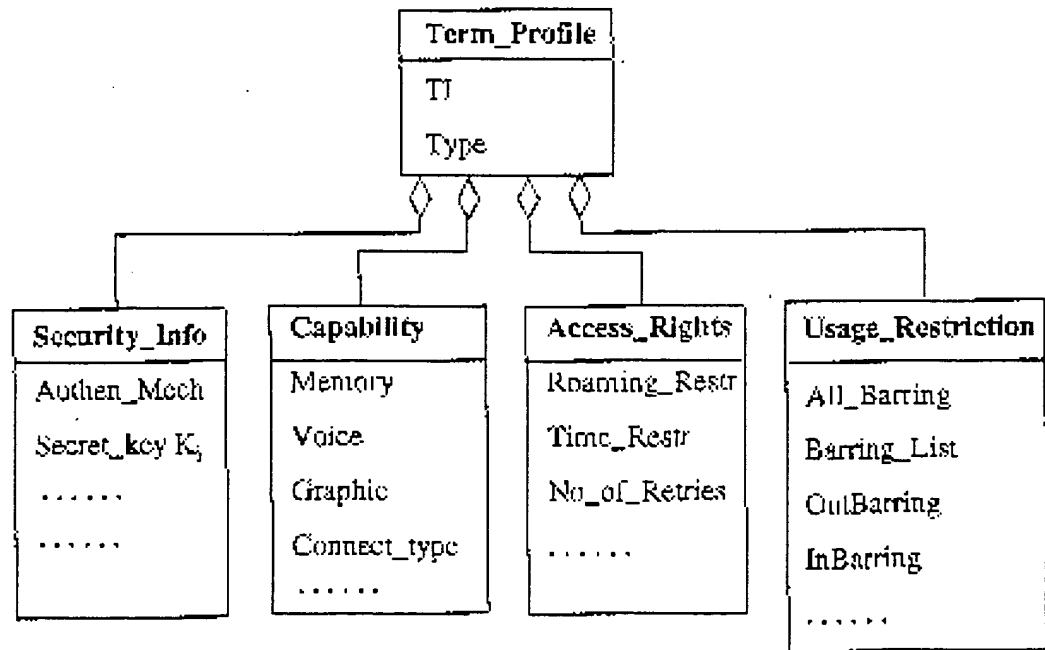 Term_Profile
TI
Type
Security_Info
Authen_Mech
Secret_key Ki
. . . . . .
. . . . . .
Capability
Memory
Voice
Graphic
Connect_type
. . . . . .
Access_Rights
Roaming_Restr
Time_Restr
No_of_Retries
. . . . . .
Usage_Restriction
All_Barring
Barring_List
OutBarring
InBarring
. . . . . .